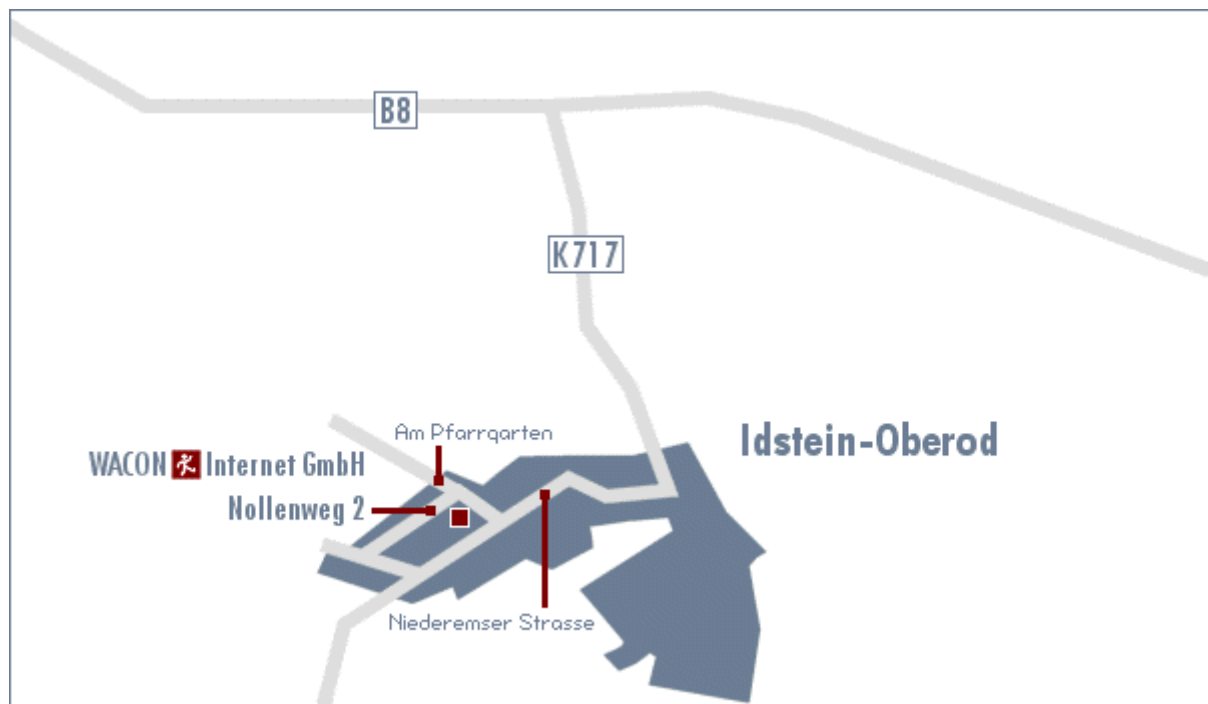 B8
K717
Am Pfarrgarten
Idstein-Oberod
WACON Internet GmbH
Nollenweg 2
Niederemser Strasse